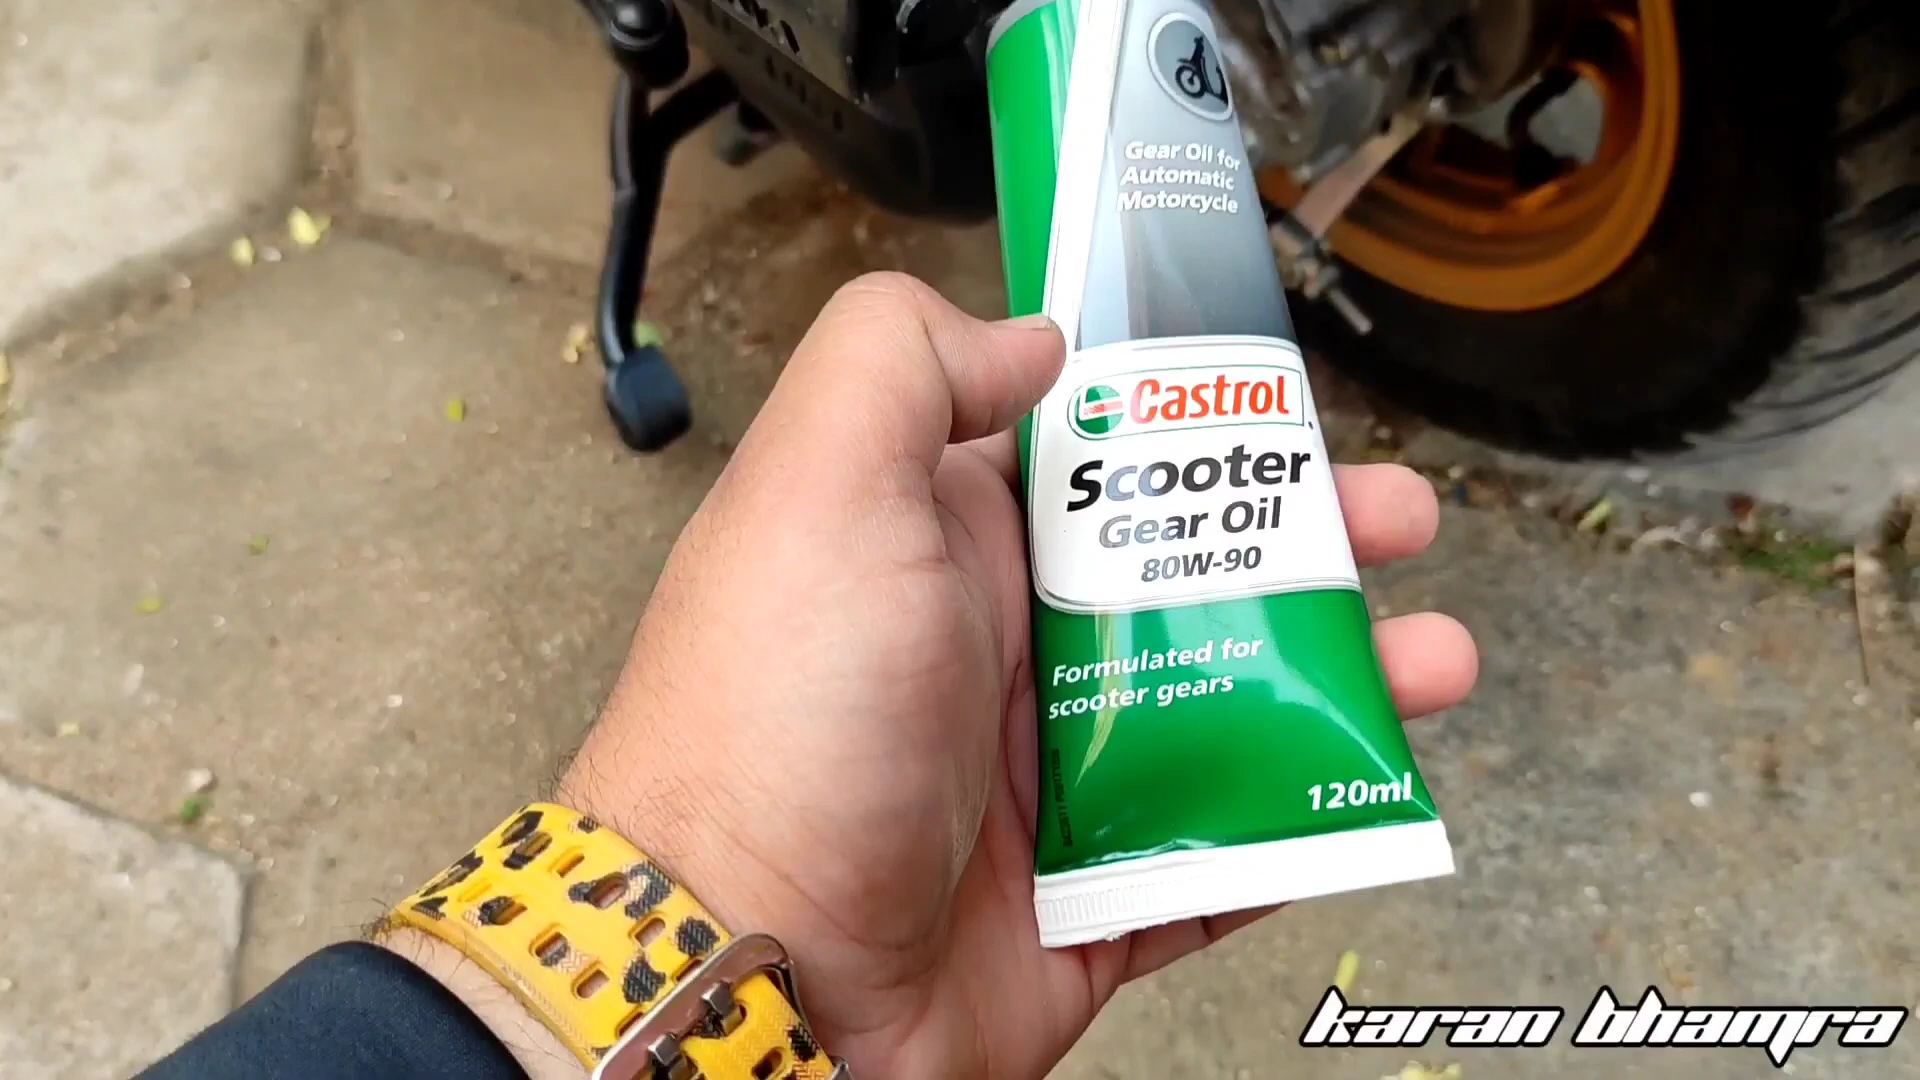 Gear Oil for
Automatic
Motorcycle
Castrol
Scooter
Gear Oil
80W-90
Formulated for
scooter gears
120ml
karan bhamra